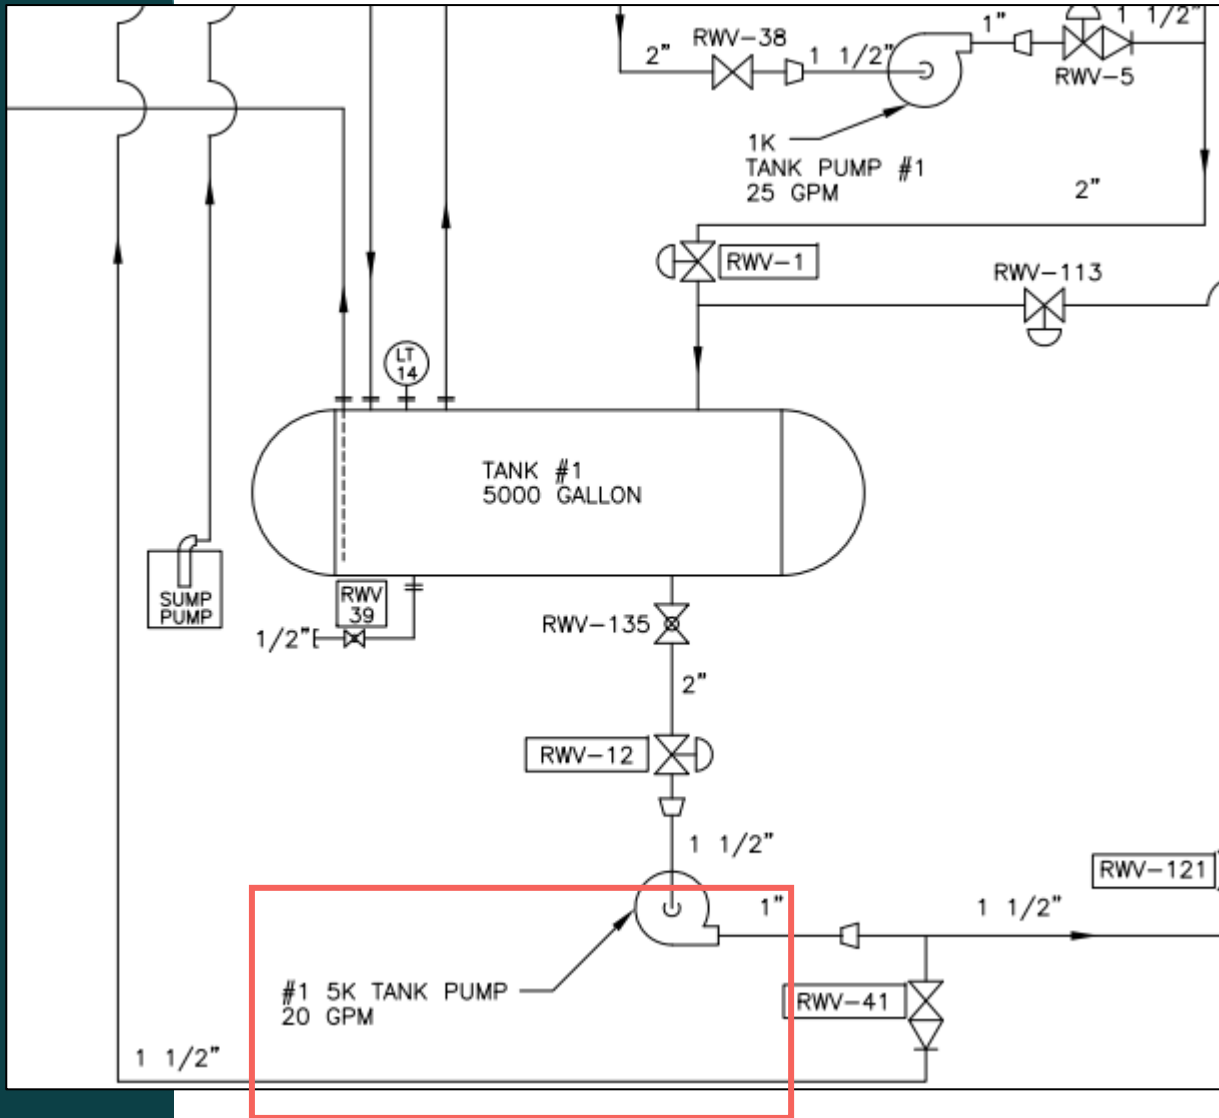 1"
1 1/2"
RWV-38
2"
1 1/2"
RWV-5
1K
TANK PUMP #1
25 GPM
2"
RWV-1
RWV-113
LT
14
TANK #1
5000 GALLON
SUMP
PUMP
RWV
39
1/2"
RWV-135
2"
RWV-12
1 1/2"
RWV-121
1"
1 1/2"
#1 5K TANK PUMP
20 GPM
RWV-41
1 1/2"